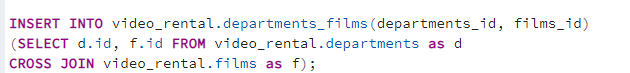 INSERT INTO video_rental.departments_films(departments_id, films_id)
(SELECT d.id, f.id FROM video_rental.departments as d
CROSS JOIN video_rental.films as f);